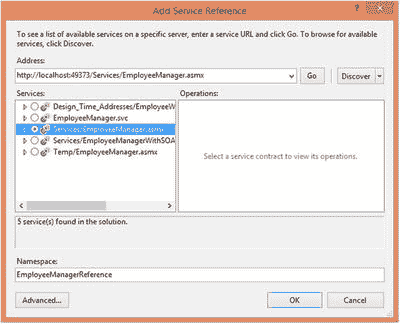 Add Service Reference
To see a list of available services on a specific server, enter a service URL and click Go. To browse for available
services, click Discover.
Address:
http://localhost:49373/Services/EmployeeManager.asmx
Go
Discover
Services:
Operations:
Design_Time_Addresses/EmployeeW
EmployeeManager.svc
Services/EmployeeManager.asmx
Services/EmployeeManagerWithSOA
Temp/EmployeeManager.asmx
Select a service contract to view its operations.
5 service(s) found in the solution.
Namespace:
EmployeeManagerReference
Advanced...
OK
Cancel